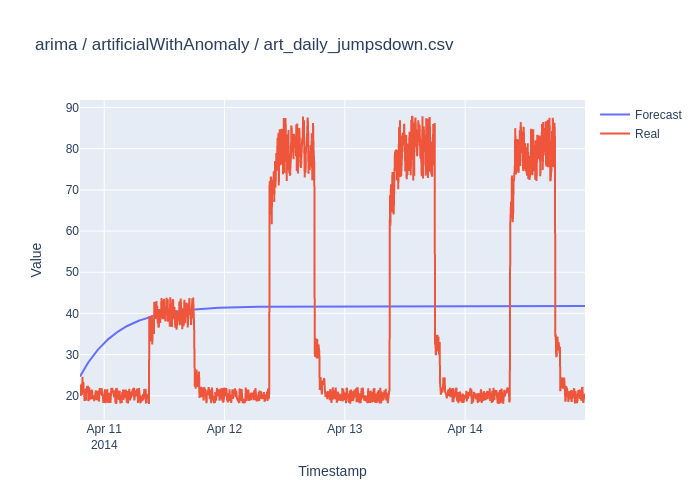 arima / artificialWithAnomaly / art_daily_jumpsdown.csv
Forecast
Real
90
80
70
60
50
40
30
20
Value
Apr 11
2014
Apr 12
Apr 13
Apr 14
Timestamp